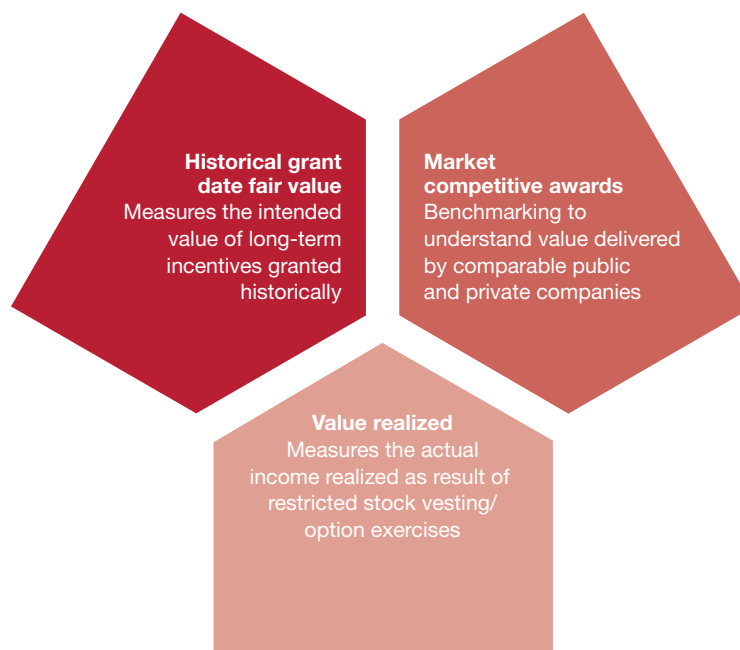 Historical grant
date fair value
Measures the intended
value of long-term
incentives granted
historically
Market
competitive awards
Benchmarking to
understand value delivered
by comparable public
and private companies
Value realized
Measures the actual
income realized as result of
restricted stock vesting/
option exercises